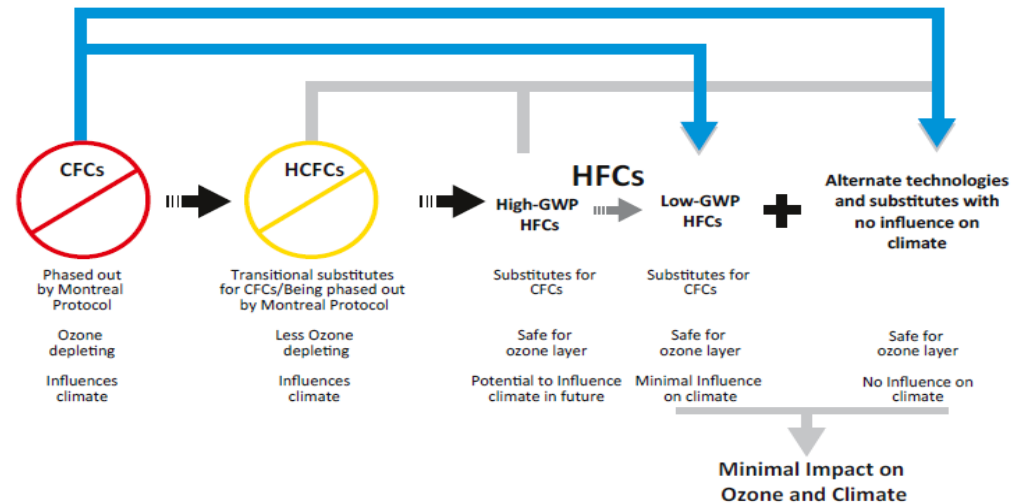 CFCs
Phased out
by Montreal
Protocol
Ozone
depleting
Influences
climate
HCFCs
Transitional substitutes
for CFCs/Being phased out
by Montreal Protocol
Less Ozone
depleting
Influences
climate
HFCs
High-GWP
HFCs
Substitutes for
CFCs
Safe for
ozone layer
Potential to Influence
climate in future
Low-GWP
HFCs
Substitutes for
CFCs
Safe for
ozone layer
Minimal Influence
on climate
Alternate technologies
and substitutes with
no influence on
climate
Safe for
ozone layer
No Influence on
climate
Minimal Impact on
Ozone and Climate